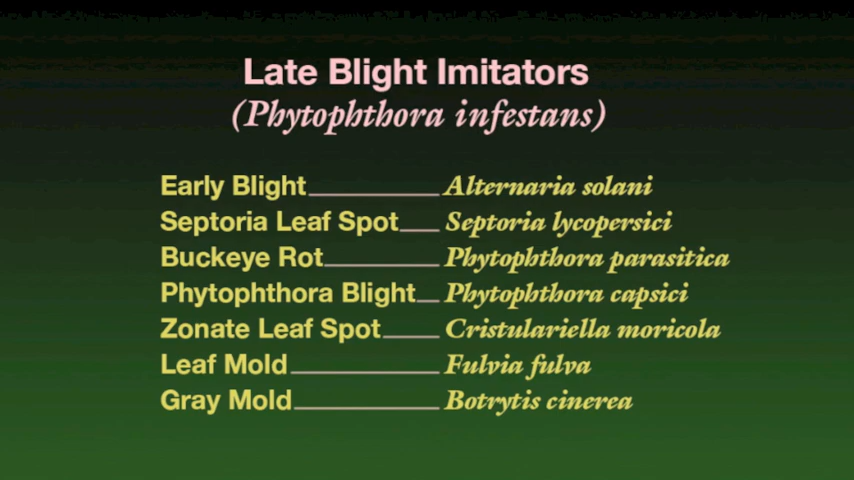 Late Blight Imitators
(Phytophthora infestans)
Early Blight Alternaria solani
Septoria Leaf Spot Septoria lycopersici
Buckeye Rot Phytophthora parasitica
Phytophthora Blight Phytophthora capsici
Zonate Leaf Spot Cristulariella moricola
Leaf Mold Fulvia fulva
Gray Mold Botrytis cinerea